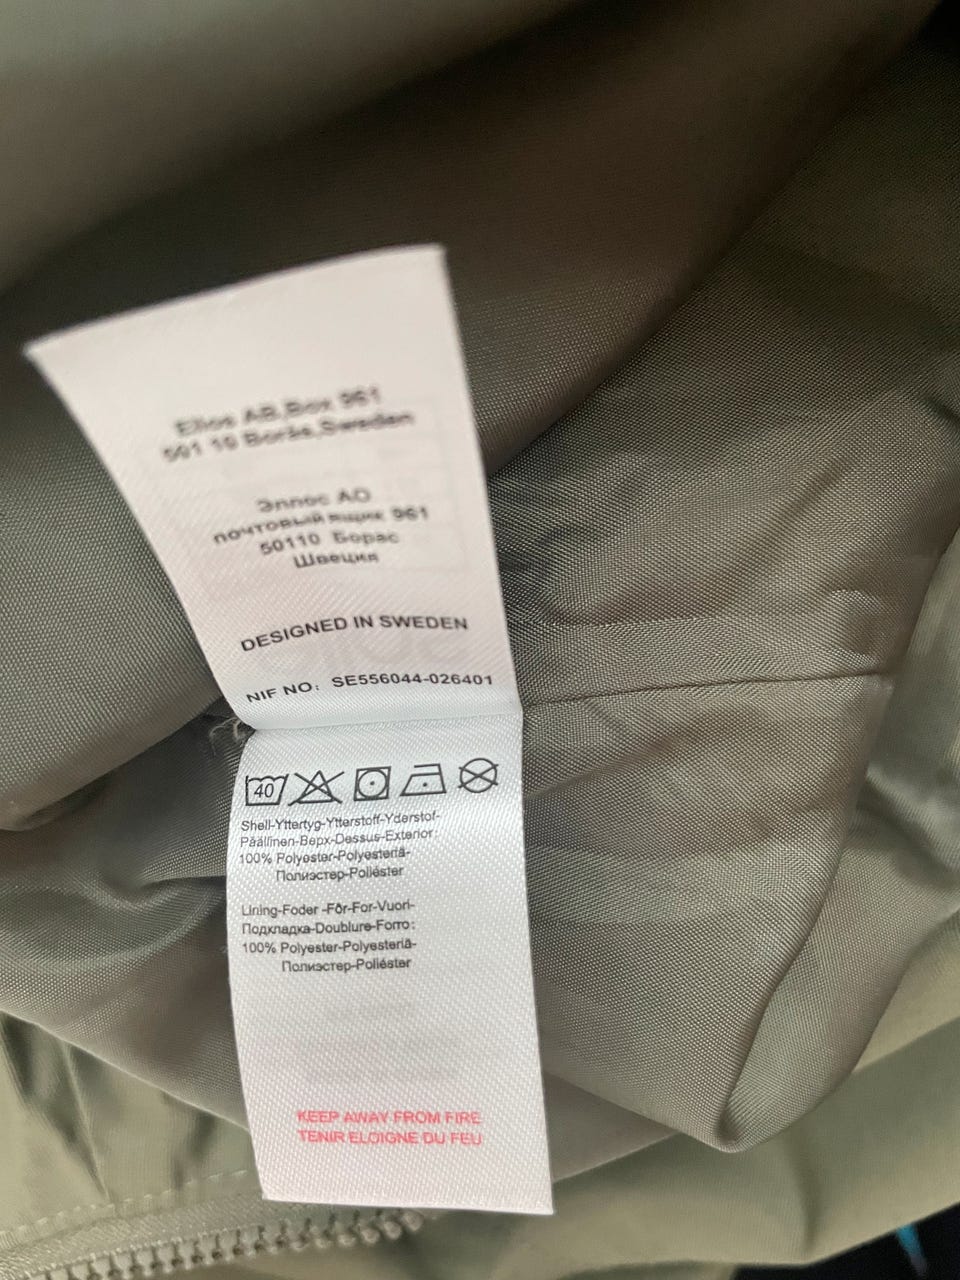 Ellos AB,Box 961
501 10 Borås,Sweden
Эллос АО
почтовый ящик 961
50110 Борас
Швеция
DESIGNED IN SWEDEN
NIF NO: SE556044-026401
40
Shell-Yttertyg-Ytterstoff-Yderstof-
Päällinen-Верх-Dessus-Exterior:
100% Polyester-Polyesteriä-
Полиэстер-Poliéster
Lining-Foder -Fôr-For-Vuori-
Подкладка-Doublure-Forro:
100% Polyester-Polyesteriä-
Полиэстер-Poliéster
KEEP AWAY FROM FIRE
TENIR ELOIGNE DU FEU